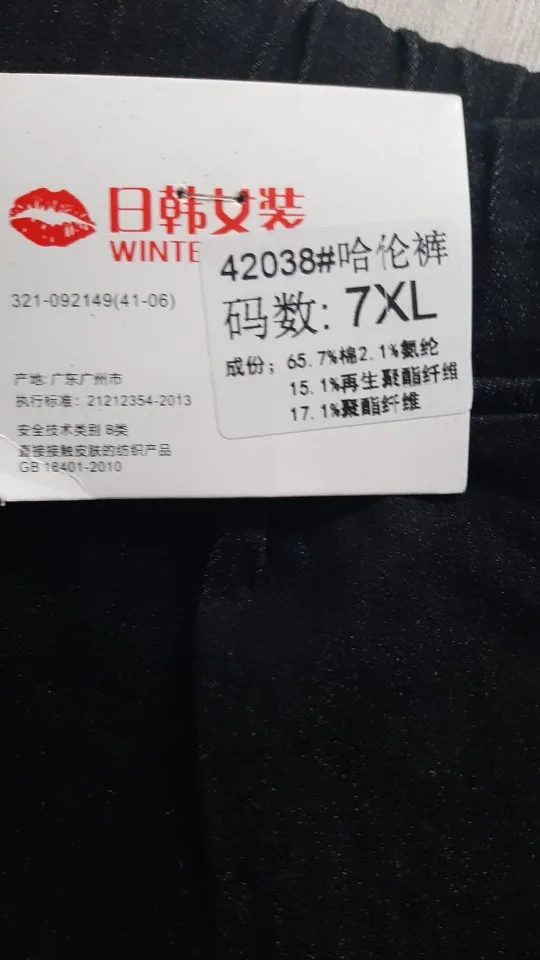 日韩女装
WINTE
42038#哈伦裤
码数: 7XL
成份; 65.7%棉2.1%氨纶
15.1%再生聚酯纤维
17.1%聚酯纤维
321-092149(41-06)
产地: 广东广州市
执行标准: 21212354-2013
安全技术类别 B类
直接接触皮肤的纺织产品
GB 18401-2010